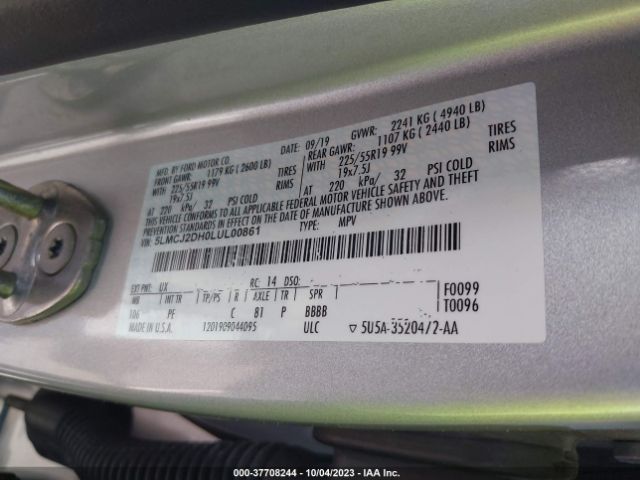 MFD. BY FORD MOTOR CO.
DATE: 09/19 GVWR: 2241 KG ( 4940 LB)
FRONT GAWR: 1179 KG ( 2600 LB)
REAR GAWR: 1107 KG ( 2440 LB)
WITH 225/55R19 99V TIRES
WITH 225/55R19 99V TIRES
19x7.5J RIMS
19x7.5J RIMS
AT 220 kPa/ 32 PSI COLD
AT 220 kPa/ 32 PSI COLD
THIS VEHICLE CONFORMS TO ALL APPLICABLE FEDERAL MOTOR VEHICLE SAFETY AND THEFT
PREVENTION STANDARDS IN EFFECT ON THE DATE OF MANUFACTURE SHOWN ABOVE.
VIN: 5LMCJ2DH0LUL00861 TYPE: MPV
EXT PNT: UX RC: 14 DSO:
WB INT TR TP/PS R AXLE TR SPR
106 PF C 81 P BBBB
F0099
T0096
MADE IN U.S.A. 1201909044095 ULC 5U5A-3520472-AA
000-37708244 - 10/04/2023 - IAA Inc.